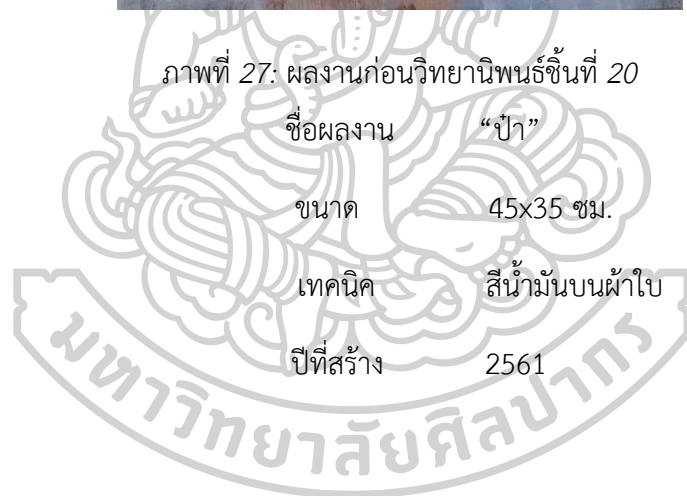 ภาพที่ 27: ผลงานก่อนวิทยานิพนธ์ชิ้นที่ 20
ชื่อผลงาน “ป๋า”
ขนาด 45x35 ซม.
เทคนิค สีน้ำมันบนผ้าใบ
ปีที่สร้าง 2561
มหาวิทยาลัยศิลปากร